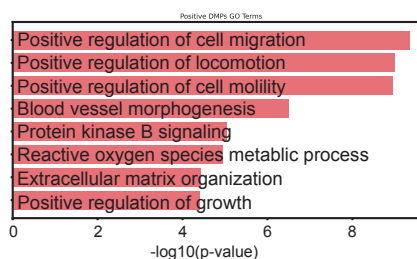 Positive DMPs GO Terms
Positive regulation of cell migration
Positive regulation of locomotion
Positive regulation of cell molility
Blood vessel morphogenesis
Protein kinase B signaling
Reactive oxygen species metablic process
Extracellular matrix organization
Positive regulation of growth
0 2 4 6 8
-log10(p-value)